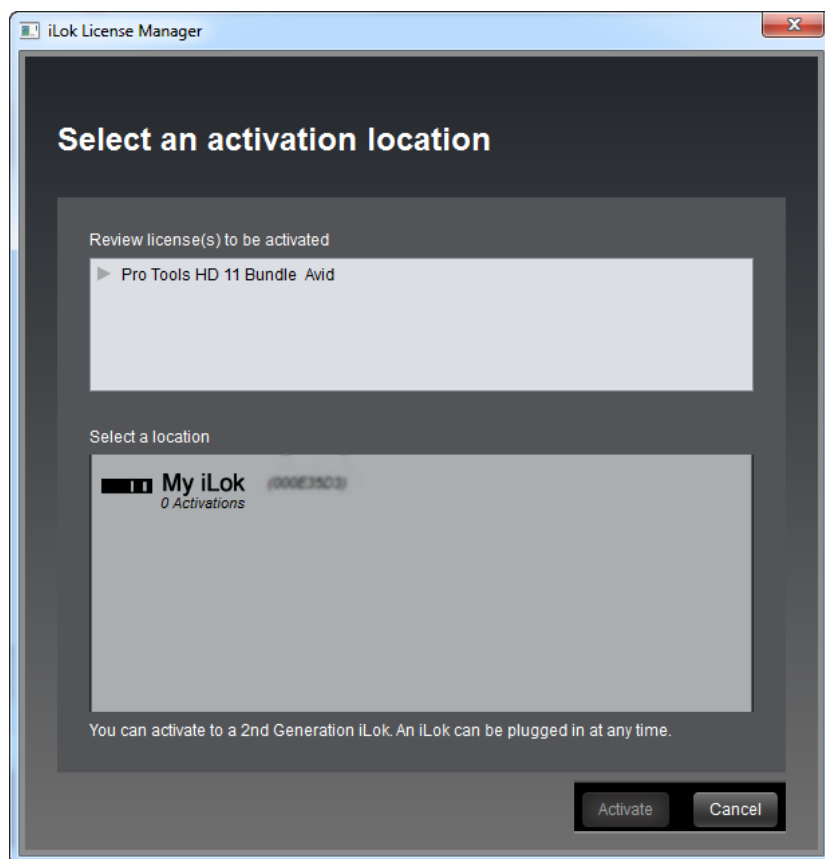 iLok License Manager
Select an activation location
Review license(s) to be activated
Pro Tools HD 11 Bundle Avid
Select a location
My iLok
0 Activations
You can activate to a 2nd Generation iLok. An iLok can be plugged in at any time.
Activate Cancel